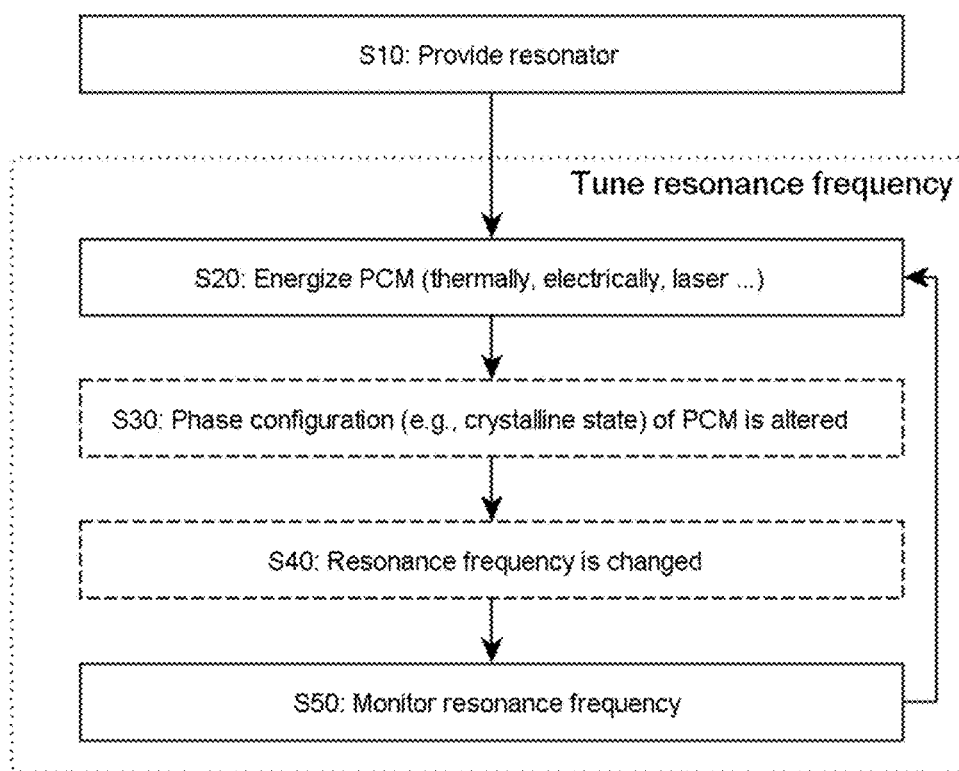 S10: Provide resonator
Tune resonance frequency
S20: Energize PCM (thermally, electrically, laser ...)
S30: Phase configuration (e.g., crystalline state) of PCM is altered
S40: Resonance frequency is changed
S50: Monitor resonance frequency